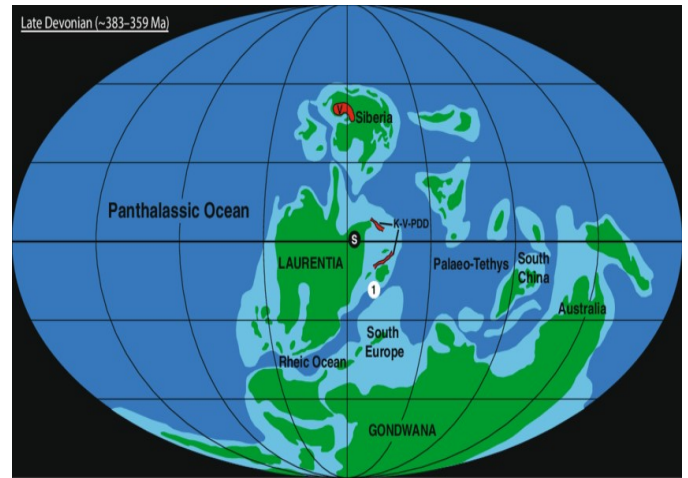 Late Devonian (~383–359 Ma)
V
Siberia
Panthalassic Ocean
K-V-PDD
S
LAURENTIA
Palaeo-Tethys
South
China
1
Australia
South
Europe
Rheic Ocean
GONDWANA